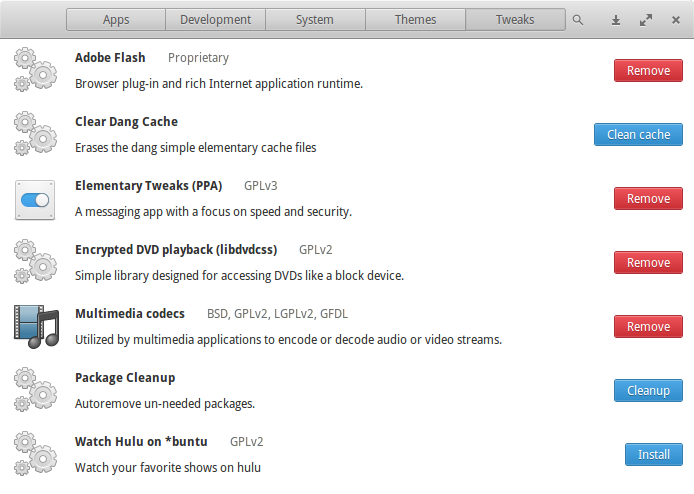 Apps Development System Themes Tweaks
Adobe Flash Proprietary
Browser plug-in and rich Internet application runtime.
Remove
Clear Dang Cache
Erases the dang simple elementary cache files
Clean cache
Elementary Tweaks (PPA) GPLv3
A messaging app with a focus on speed and security.
Remove
Encrypted DVD playback (libdvdcss) GPLv2
Simple library designed for accessing DVDs like a block device.
Remove
Multimedia codecs BSD, GPLv2, LGPLv2, GFDL
Utilized by multimedia applications to encode or decode audio or video streams.
Remove
Package Cleanup
Autoremove un-needed packages.
Cleanup
Watch Hulu on *buntu GPLv2
Watch your favorite shows on hulu
Install